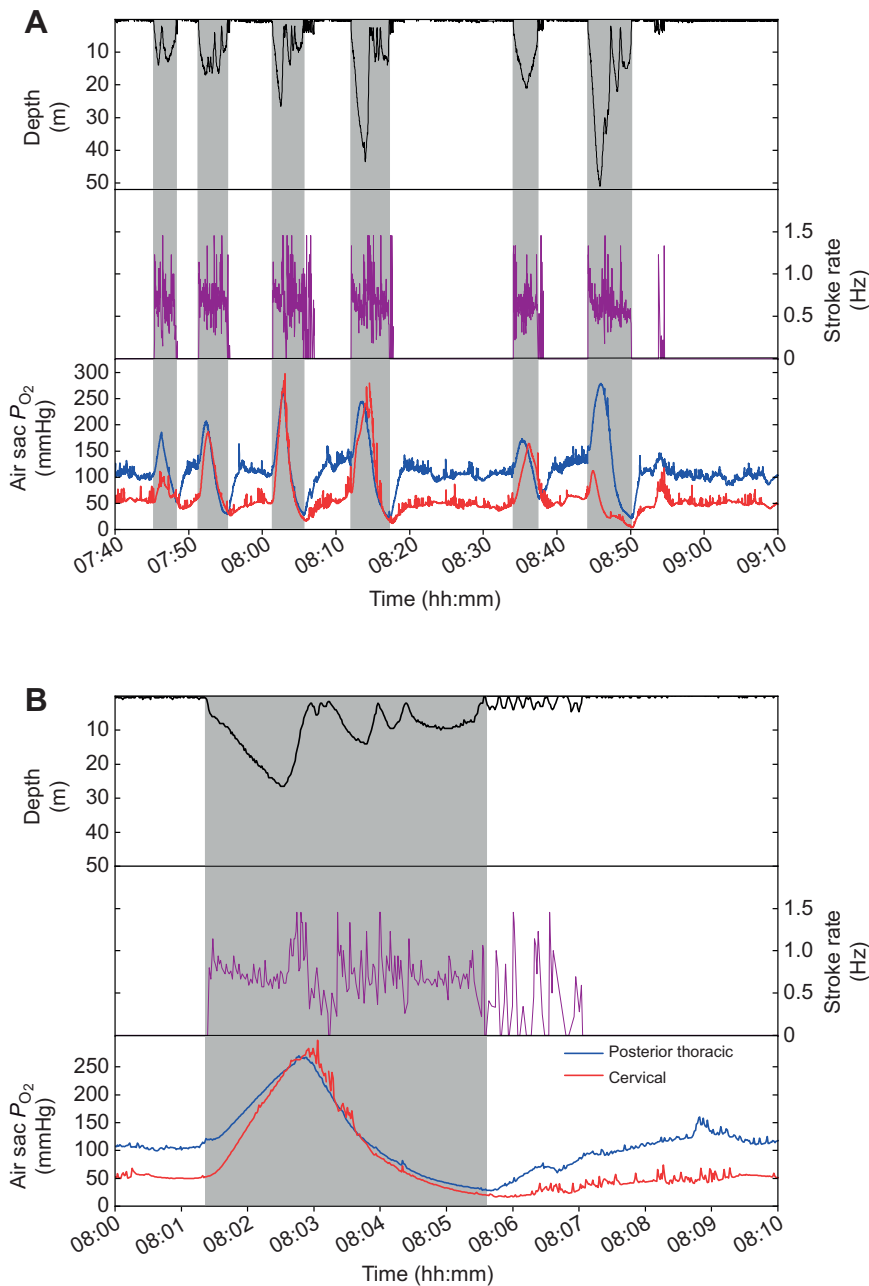 A
10
20
30
40
50
Depth
(m)
1.5
1.0
0.5
0
Stroke rate
(Hz)
300
250
200
150
100
50
0
Air sac PO2
(mmHg)
07:40
07:50
08:00
08:10
08:20
08:30
08:40
08:50
09:00
09:10
Time (hh:mm)
B
10
20
30
40
50
Depth
(m)
1.5
1.0
0.5
0
Stroke rate
(Hz)
250
200
150
100
50
0
Air sac PO2
(mmHg)
Posterior thoracic
Cervical
08:00
08:01
08:02
08:03
08:04
08:05
08:06
08:07
08:08
08:09
08:10
Time (hh:mm)